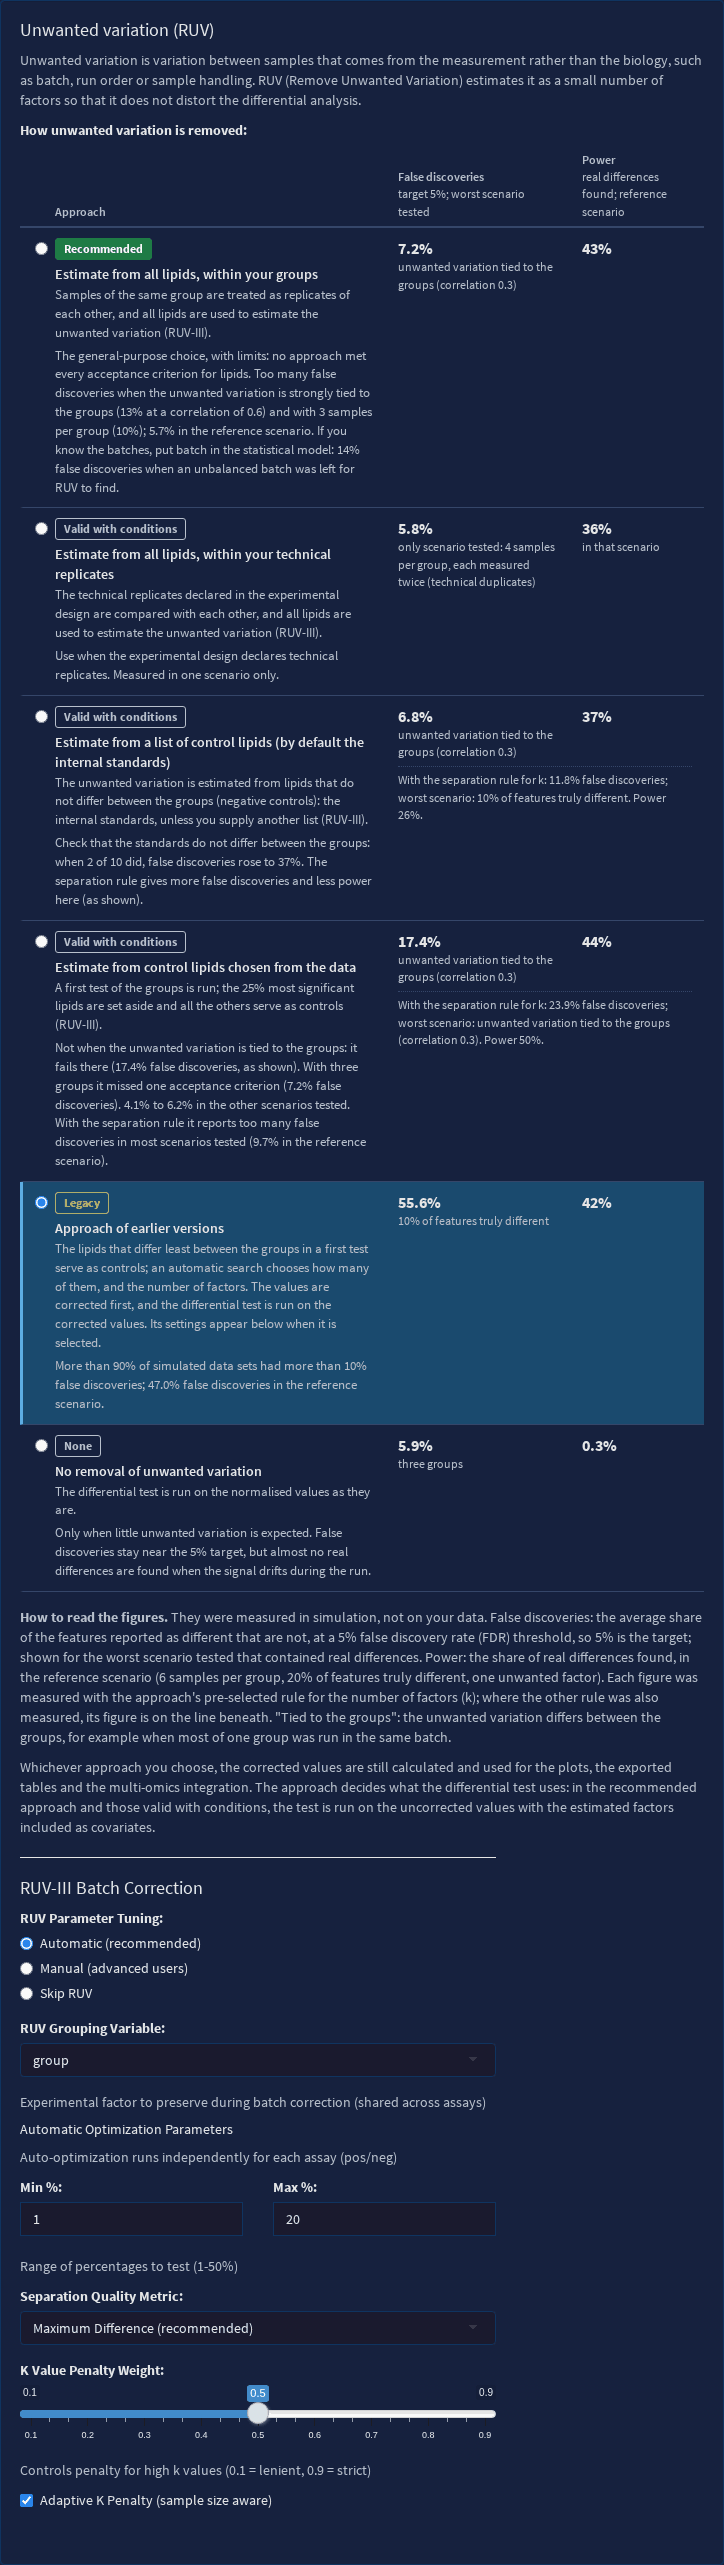 Unwanted variation (RUV)
Unwanted variation is variation between samples that comes from the measurement rather than the biology, such
as batch, run order or sample handling. RUV (Remove Unwanted Variation) estimates it as a small number of
factors so that it does not distort the differential analysis.
How unwanted variation is removed:
Approach
False discoveries
target 5%; worst scenario
tested
Power
real differences
found; reference
scenario
Recommended
Estimate from all lipids, within your groups
Samples of the same group are treated as replicates of
each other, and all lipids are used to estimate the
unwanted variation (RUV-III).
The general-purpose choice, with limits: no approach met
every acceptance criterion for lipids. Too many false
discoveries when the unwanted variation is strongly tied to
the groups (13% at a correlation of 0.6) and with 3 samples
per group (10%); 5.7% in the reference scenario. If you
know the batches, put batch in the statistical model: 14%
false discoveries when an unbalanced batch was left for
RUV to find.
7.2%
unwanted variation tied to the
groups (correlation 0.3)
43%
Valid with conditions
Estimate from all lipids, within your technical
replicates
The technical replicates declared in the experimental
design are compared with each other, and all lipids are
used to estimate the unwanted variation (RUV-III).
Use when the experimental design declares technical
replicates. Measured in one scenario only.
5.8%
only scenario tested: 4 samples
per group, each measured
twice (technical duplicates)
36%
in that scenario
Valid with conditions
Estimate from a list of control lipids (by default the
internal standards)
The unwanted variation is estimated from lipids that do
not differ between the groups (negative controls): the
internal standards, unless you supply another list (RUV-III).
Check that the standards do not differ between the groups:
when 2 of 10 did, false discoveries rose to 37%. The
separation rule gives more false discoveries and less power
here (as shown).
6.8%
unwanted variation tied to the
groups (correlation 0.3)
37%
With the separation rule for k: 11.8% false discoveries;
worst scenario: 10% of features truly different. Power
26%.
Valid with conditions
Estimate from control lipids chosen from the data
A first test of the groups is run; the 25% most significant
lipids are set aside and all the others serve as controls
(RUV-III).
Not when the unwanted variation is tied to the groups: it
fails there (17.4% false discoveries, as shown). With three
groups it missed one acceptance criterion (7.2% false
discoveries). 4.1% to 6.2% in the other scenarios tested.
With the separation rule it reports too many false
discoveries in most scenarios tested (9.7% in the reference
scenario).
17.4%
unwanted variation tied to the
groups (correlation 0.3)
44%
With the separation rule for k: 23.9% false discoveries;
worst scenario: unwanted variation tied to the groups
(correlation 0.3). Power 50%.
Legacy
Approach of earlier versions
The lipids that differ least between the groups in a first test
serve as controls; an automatic search chooses how many
of them, and the number of factors. The values are
corrected first, and the differential test is run on the
corrected values. Its settings appear below when it is
selected.
More than 90% of simulated data sets had more than 10%
false discoveries; 47.0% false discoveries in the reference
scenario.
55.6%
10% of features truly different
42%
None
No removal of unwanted variation
The differential test is run on the normalised values as they
are.
Only when little unwanted variation is expected. False
discoveries stay near the 5% target, but almost no real
differences are found when the signal drifts during the run.
5.9%
three groups
0.3%
How to read the figures. They were measured in simulation, not on your data. False discoveries: the average share
of the features reported as different that are not, at a 5% false discovery rate (FDR) threshold, so 5% is the target;
shown for the worst scenario tested that contained real differences. Power: the share of real differences found, in
the reference scenario (6 samples per group, 20% of features truly different, one unwanted factor). Each figure was
measured with the approach's pre-selected rule for the number of factors (k); where the other rule was also
measured, its figure is on the line beneath. "Tied to the groups": the unwanted variation differs between the
groups, for example when most of one group was run in the same batch.
Whichever approach you choose, the corrected values are still calculated and used for the plots, the exported
tables and the multi-omics integration. The approach decides what the differential test uses: in the recommended
approach and those valid with conditions, the test is run on the uncorrected values with the estimated factors
included as covariates.
RUV-III Batch Correction
RUV Parameter Tuning:
Automatic (recommended)
Manual (advanced users)
Skip RUV
RUV Grouping Variable:
group
Experimental factor to preserve during batch correction (shared across assays)
Automatic Optimization Parameters
Auto-optimization runs independently for each assay (pos/neg)
Min %:
Max %:
1
20
Range of percentages to test (1-50%)
Separation Quality Metric:
Maximum Difference (recommended)
K Value Penalty Weight:
0.1 0.5 0.9
0.1 0.2 0.3 0.4 0.5 0.6 0.7 0.8 0.9
Controls penalty for high k values (0.1 = lenient, 0.9 = strict)
Adaptive K Penalty (sample size aware)